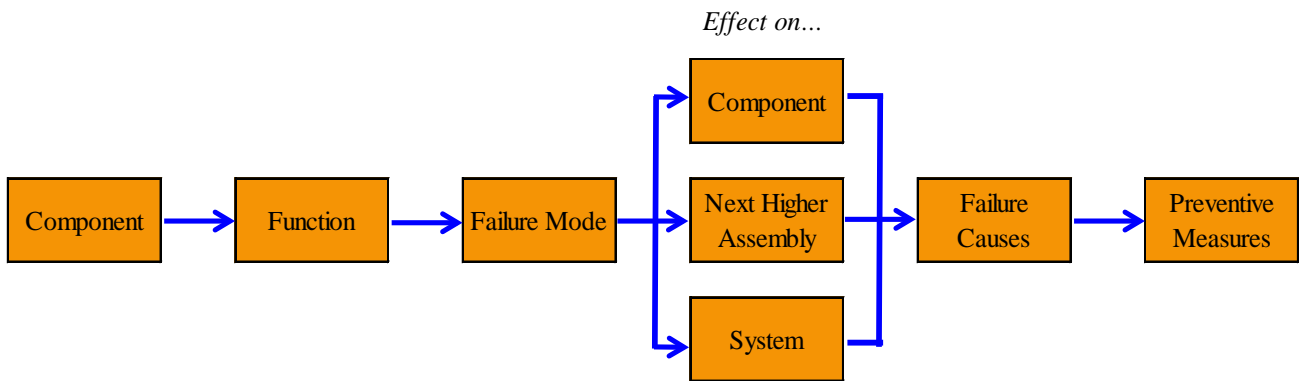 Effect on...
Component
Component
Function
Failure Mode
Next Higher
Assembly
System
Failure
Causes
Preventive
Measures